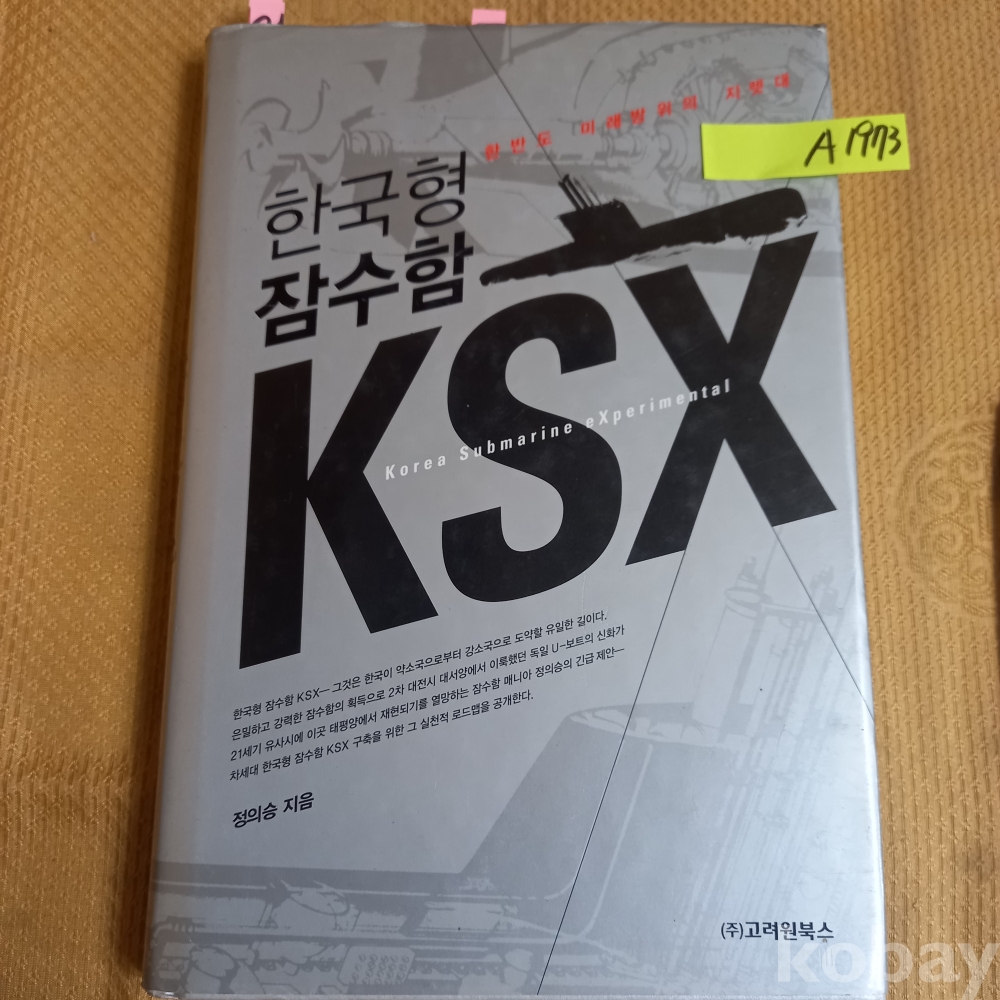 한반도 미래방위의 지렛대
A1973
한국형
잠수함
KSX
Korea Submarine eXperimental
한국형 잠수함 KSX— 그것은 한국이 약소국으로부터 강소국으로 도약할 유일한 길이다.
은밀하고 강력한 잠수함의 획득으로 2차 대전시 대서양에서 이룩했던 독일 U-보트의 신화가
21세기 유사시에 이곳 태평양에서 재현되기를 열망하는 잠수함 매니아 정의승의 긴급 제안—
차세대 한국형 잠수함 KSX 구축을 위한 그 실천적 로드맵을 공개한다.
정의승 지음
(주)고려원북스
kobay